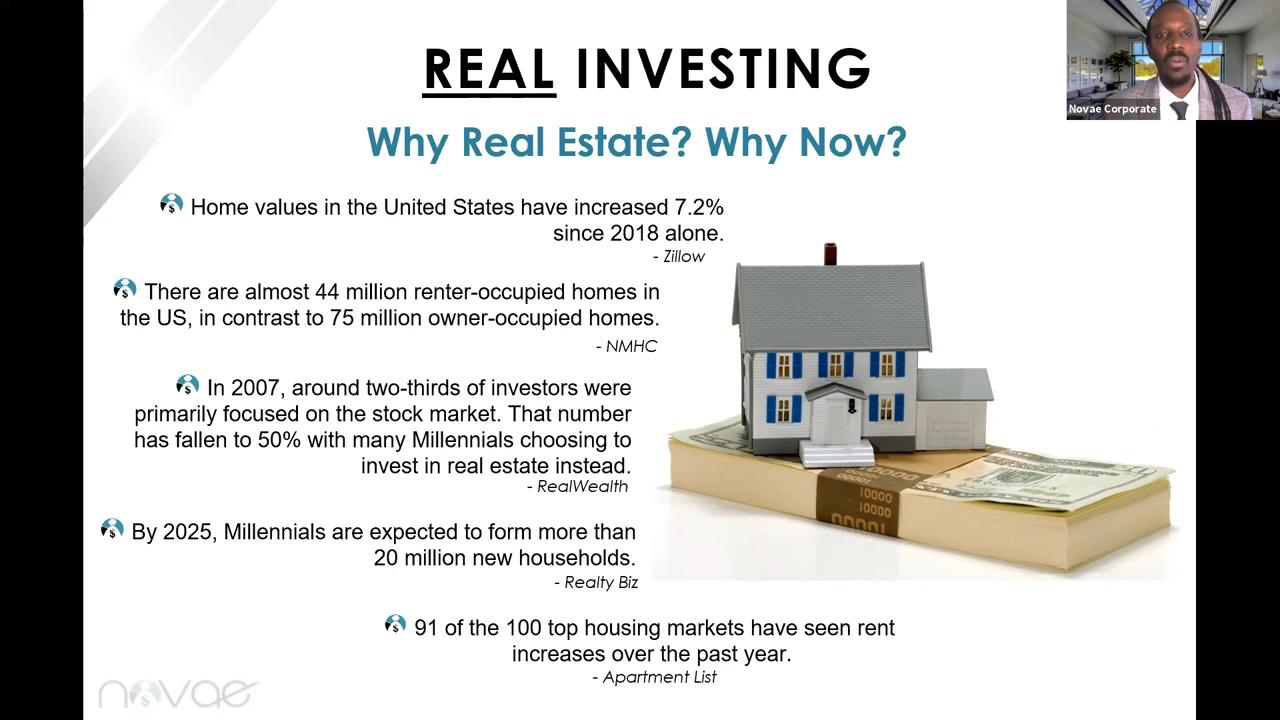 REAL INVESTING
Novae Corporate
Why Real Estate? Why Now?
Home values in the United States have increased 7.2%
since 2018 alone.
- Zillow
There are almost 44 million renter-occupied homes in
the US, in contrast to 75 million owner-occupied homes.
- NMHC
In 2007, around two-thirds of investors were
primarily focused on the stock market. That number
has fallen to 50% with many Millennials choosing to
invest in real estate instead.
- RealWealth
By 2025, Millennials are expected to form more than
20 million new households.
- Realty Biz
10000
10000
91 of the 100 top housing markets have seen rent
increases over the past year.
- Apartment List
novae